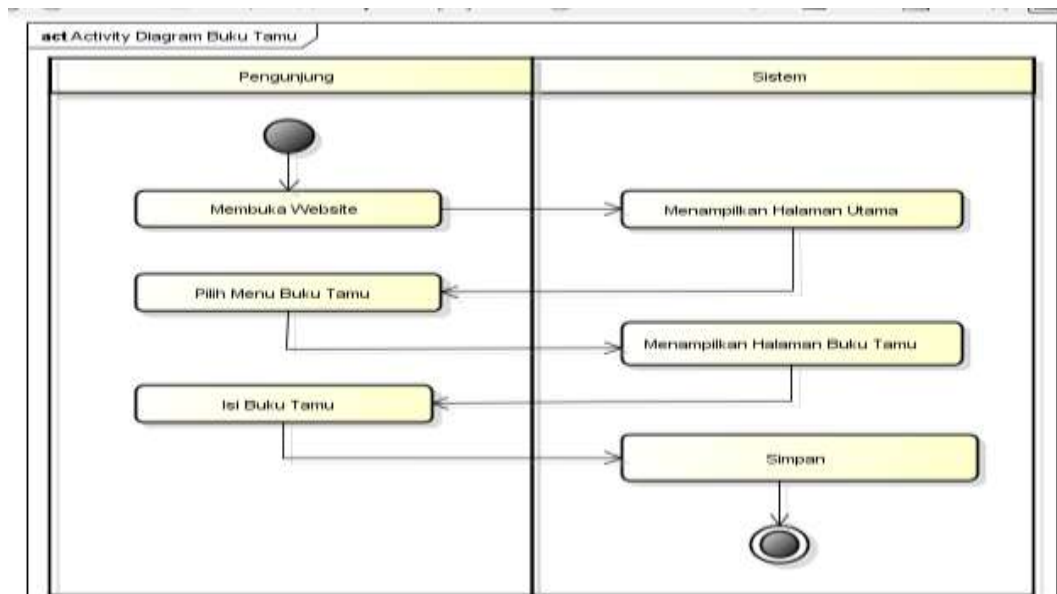 act Activity Diagram Buku Tamu
Pengunjung
Sistem
Membuka Website
Menampilkan Halaman Utama
Pilih Menu Buku Tamu
Menampilkan Halaman Buku Tamu
Isi Buku Tamu
Simpan